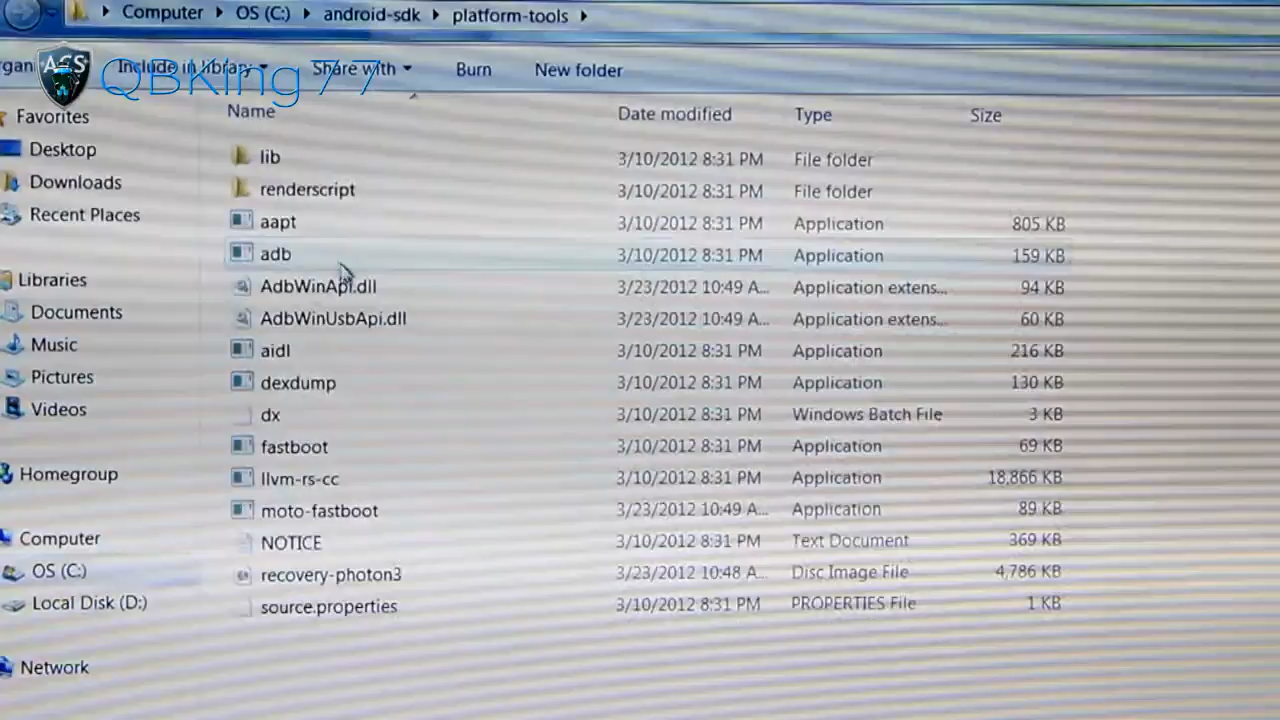 Computer OS (C:) android-sdk platform-tools
Include in library Share with Burn New folder
ACS QBKing77
Name Date modified Type Size
Favorites
Desktop
Downloads
Recent Places
Libraries
Documents
Music
Pictures
Videos
Homegroup
Computer
OS (C:)
Local Disk (D:)
Network
lib 3/10/2012 8:31 PM File folder
renderscript 3/10/2012 8:31 PM File folder
aapt 3/10/2012 8:31 PM Application 805 KB
adb 3/10/2012 8:31 PM Application 159 KB
AdbWinApi.dll 3/23/2012 10:49 A... Application extens... 94 KB
AdbWinUsbApi.dll 3/23/2012 10:49 A... Application extens... 60 KB
aidl 3/10/2012 8:31 PM Application 216 KB
dexdump 3/10/2012 8:31 PM Application 130 KB
dx 3/10/2012 8:31 PM Windows Batch File 3 KB
fastboot 3/10/2012 8:31 PM Application 69 KB
llvm-rs-cc 3/10/2012 8:31 PM Application 18,866 KB
moto-fastboot 3/23/2012 10:49 A... Application 89 KB
NOTICE 3/10/2012 8:31 PM Text Document 369 KB
recovery-photon3 3/23/2012 10:48 A... Disc Image File 4,786 KB
source.properties 3/10/2012 8:31 PM PROPERTIES File 1 KB